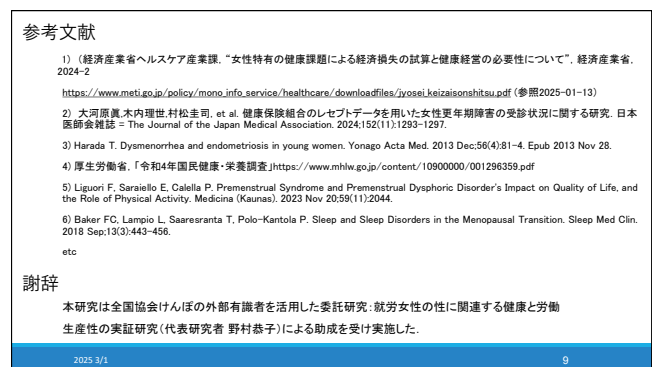 参考文献
1) (経済産業省ヘルスケア産業課, “女性特有の健康課題による経済損失の試算と健康経営の必要性について”, 経済産業省,
2024-2
https://www.meti.go.jp/policy/mono_info_service/healthcare/downloadfiles/jyosei_keizaisonshitsu.pdf (参照2025-01-13)
2) 大河原眞,木内理世,村松圭司, et al. 健康保険組合のレセプトデータを用いた女性更年期障害の受診状況に関する研究. 日本
医師会雑誌 = The Journal of the Japan Medical Association. 2024;152(11):1293-1297.
3) Harada T. Dysmenorrhea and endometriosis in young women. Yonago Acta Med. 2013 Dec;56(4):81-4. Epub 2013 Nov 28.
4) 厚生労働省, 「令和4年国民健康・栄養調査」https://www.mhlw.go.jp/content/10900000/001296359.pdf
5) Liguori F, Saraiello E, Calella P. Premenstrual Syndrome and Premenstrual Dysphoric Disorder's Impact on Quality of Life, and
the Role of Physical Activity. Medicina (Kaunas). 2023 Nov 20;59(11):2044.
6) Baker FC, Lampio L, Saaresranta T, Polo-Kantola P. Sleep and Sleep Disorders in the Menopausal Transition. Sleep Med Clin.
2018 Sep;13(3):443-456.
etc
謝辞
本研究は全国協会けんぽの外部有識者を活用した委託研究:就労女性の性に関連する健康と労働
生産性の実証研究(代表研究者 野村恭子)による助成を受け実施した.
2025 3/1
9